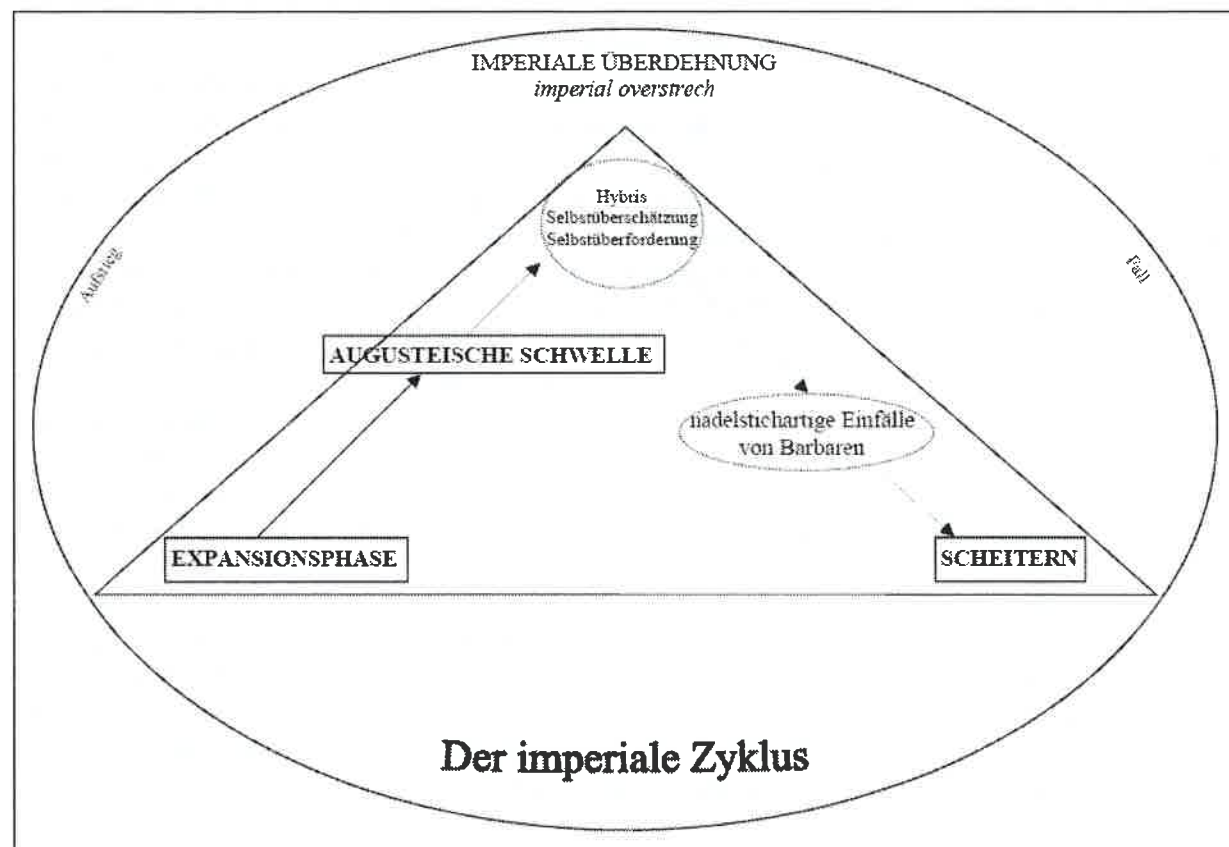 IMPERIALE ÜBERDEHNUNG
imperial overstrech
Hybris
Selbstüberschätzung
Selbstüberforderung
Aufstieg
Fall
AUGUSTEISCHE SCHWELLE
nadelstichartige Einfälle
von Barbaren
EXPANSIONSPHASE
SCHEITERN
Der imperiale Zyklus